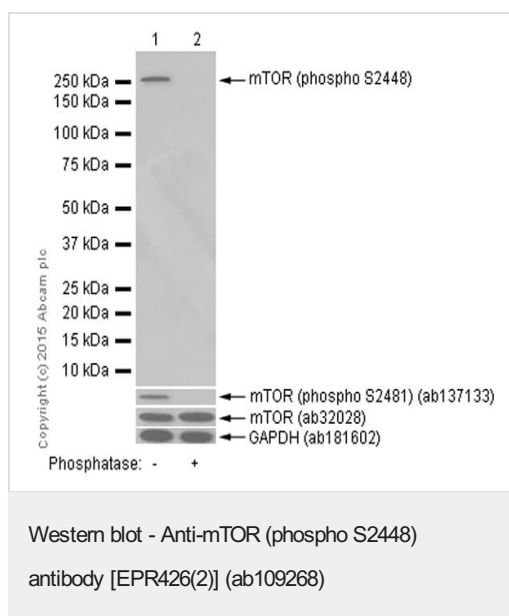 1 2
250 kDa
mTOR (phospho S2448)
150 kDa
100 kDa
75 kDa
50 kDa
37 kDa
25 kDa
20 kDa
15 kDa
10 kDa
mTOR (phospho S2481) (ab137133)
mTOR (ab32028)
GAPDH (ab181602)
Phosphatase: - +
Copyright (c) 2015 Abcam plc
Western blot - Anti-mTOR (phospho S2448)
antibody [EPR426(2)] (ab109268)